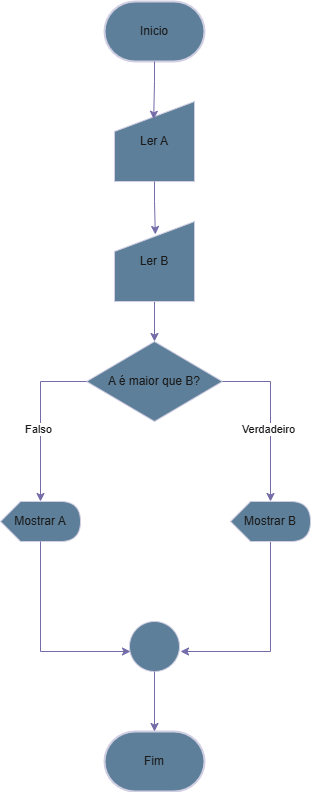 Inicio
Ler A
Ler B
A é maior que B?
Falso
Verdadeiro
Mostrar A
Mostrar B
Fim